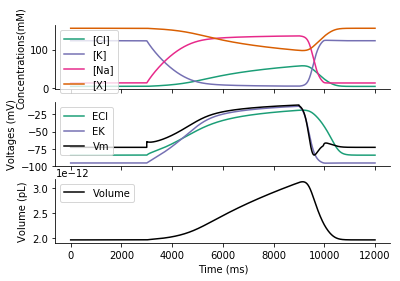 Concentrations(mM)
100
0
[Cl]
[K]
[Na]
[X]
Voltages (mV)
−25
−50
−75
−100
ECl
EK
Vm
1e−12
Volume (pL)
3.0
2.5
2.0
Volume
0 2000 4000 6000 8000 10000 12000
Time (ms)